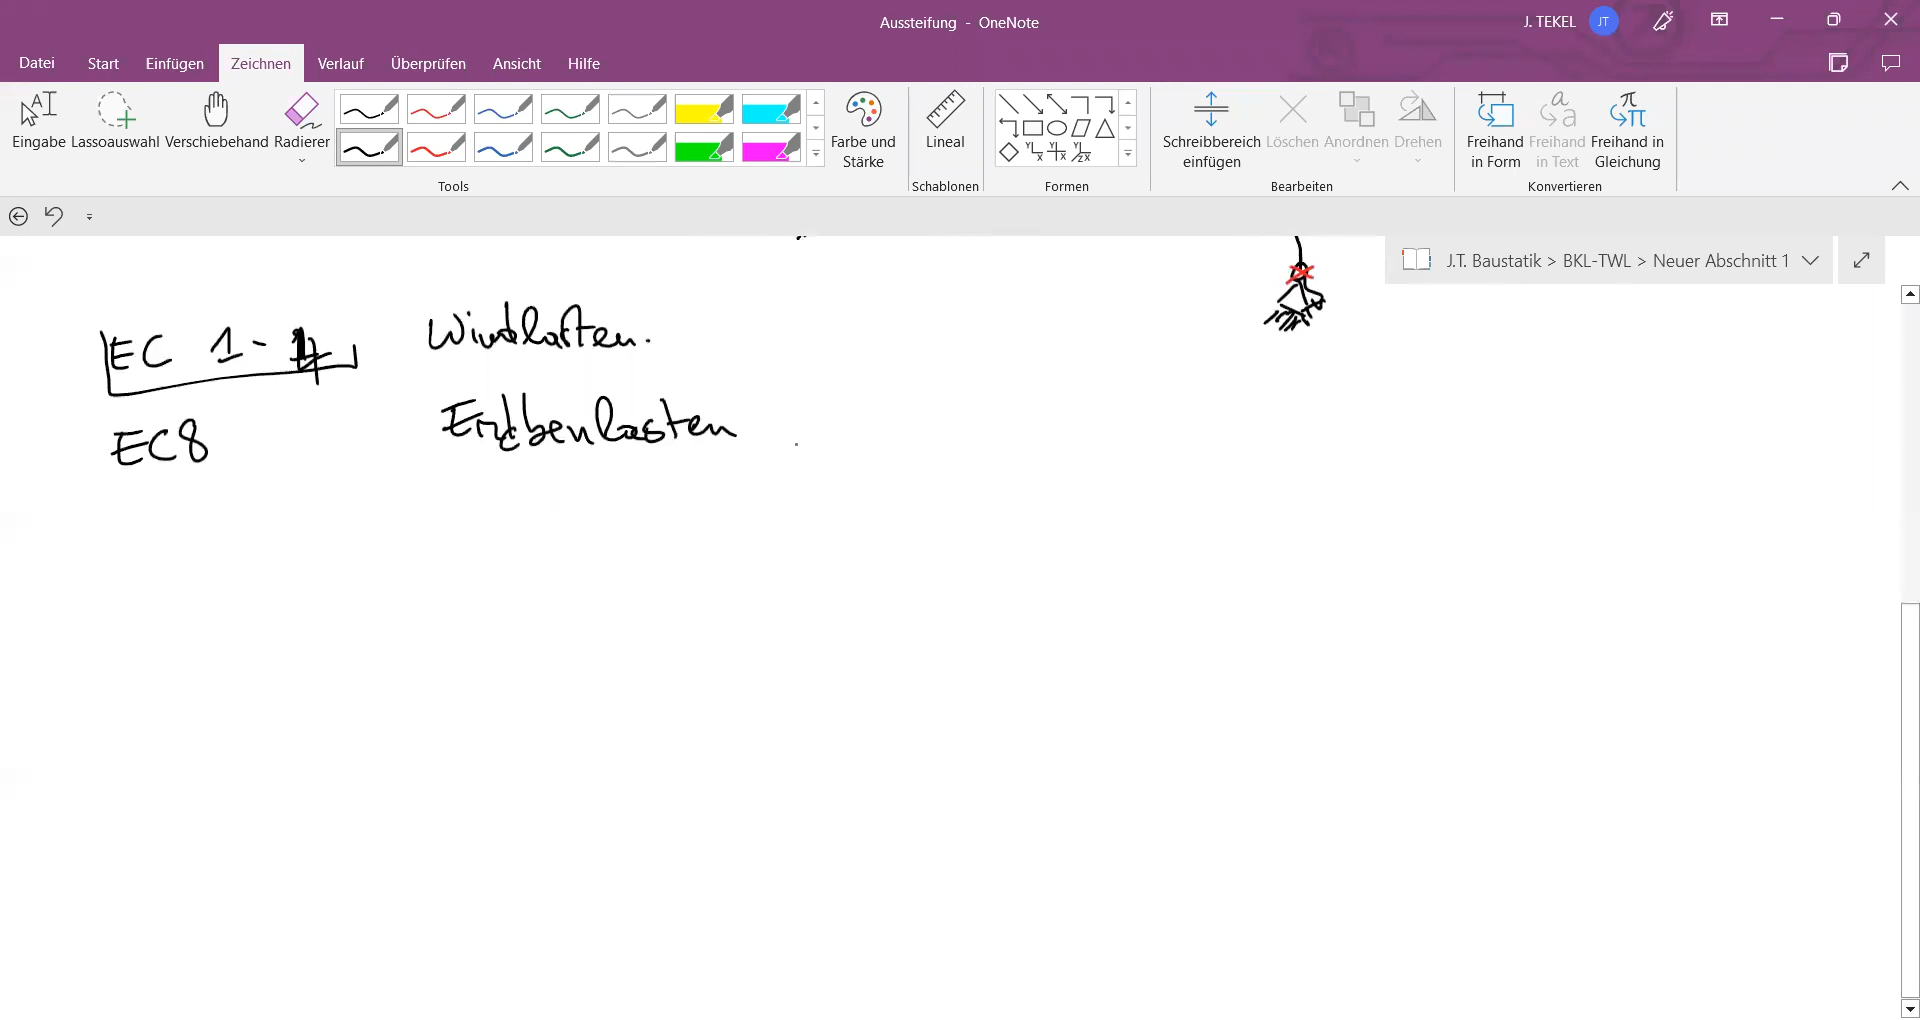 Aussteifung - OneNote
J. TEKEL JT
Datei Start Einfügen Zeichnen Verlauf Überprüfen Ansicht Hilfe
Eingabe Lassoauswahl Verschiebehand Radierer
Farbe und Stärke
Lineal
Schreibbereich einfügen
Löschen Anordnen Drehen
Freihand in Form
Freihand in Text
Freihand in Gleichung
Tools Schablonen Formen Bearbeiten Konvertieren
J.T. Baustatik > BKL-TWL > Neuer Abschnitt 1
EC 1-4 Windlasten.
EC8 Erdbenlasten